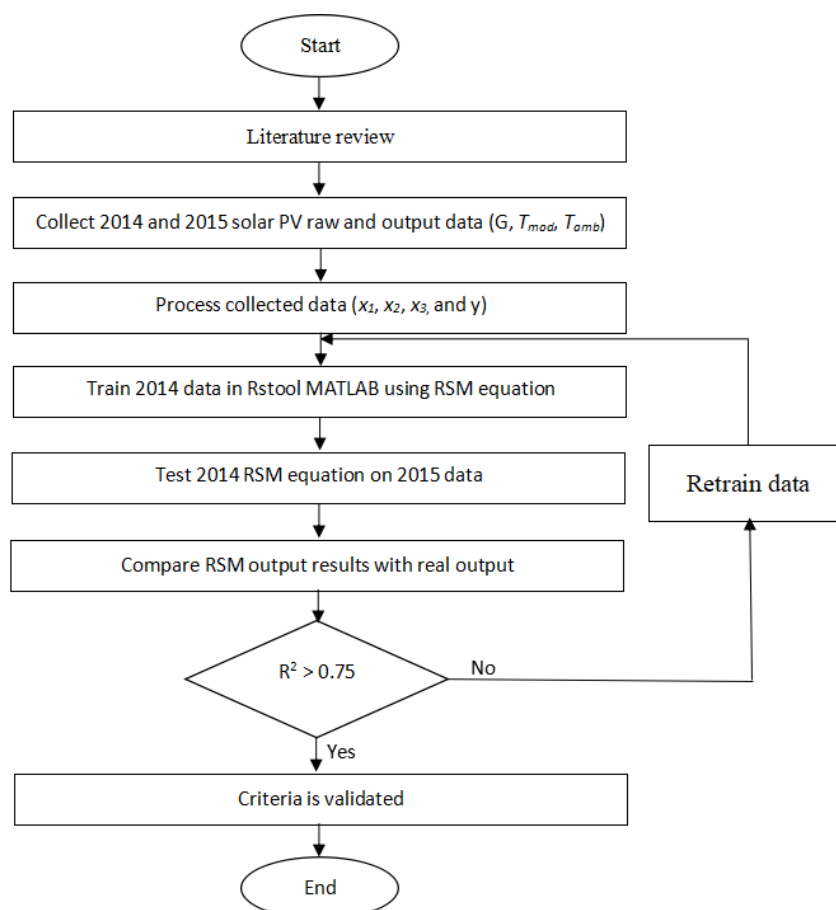 Start
Literature review
Collect 2014 and 2015 solar PV raw and output data (G, Tmod, Tamb)
Process collected data (x1, x2, x3, and y)
Train 2014 data in Rstool MATLAB using RSM equation
Test 2014 RSM equation on 2015 data
Retrain data
Compare RSM output results with real output
R² > 0.75
No
Yes
Criteria is validated
End